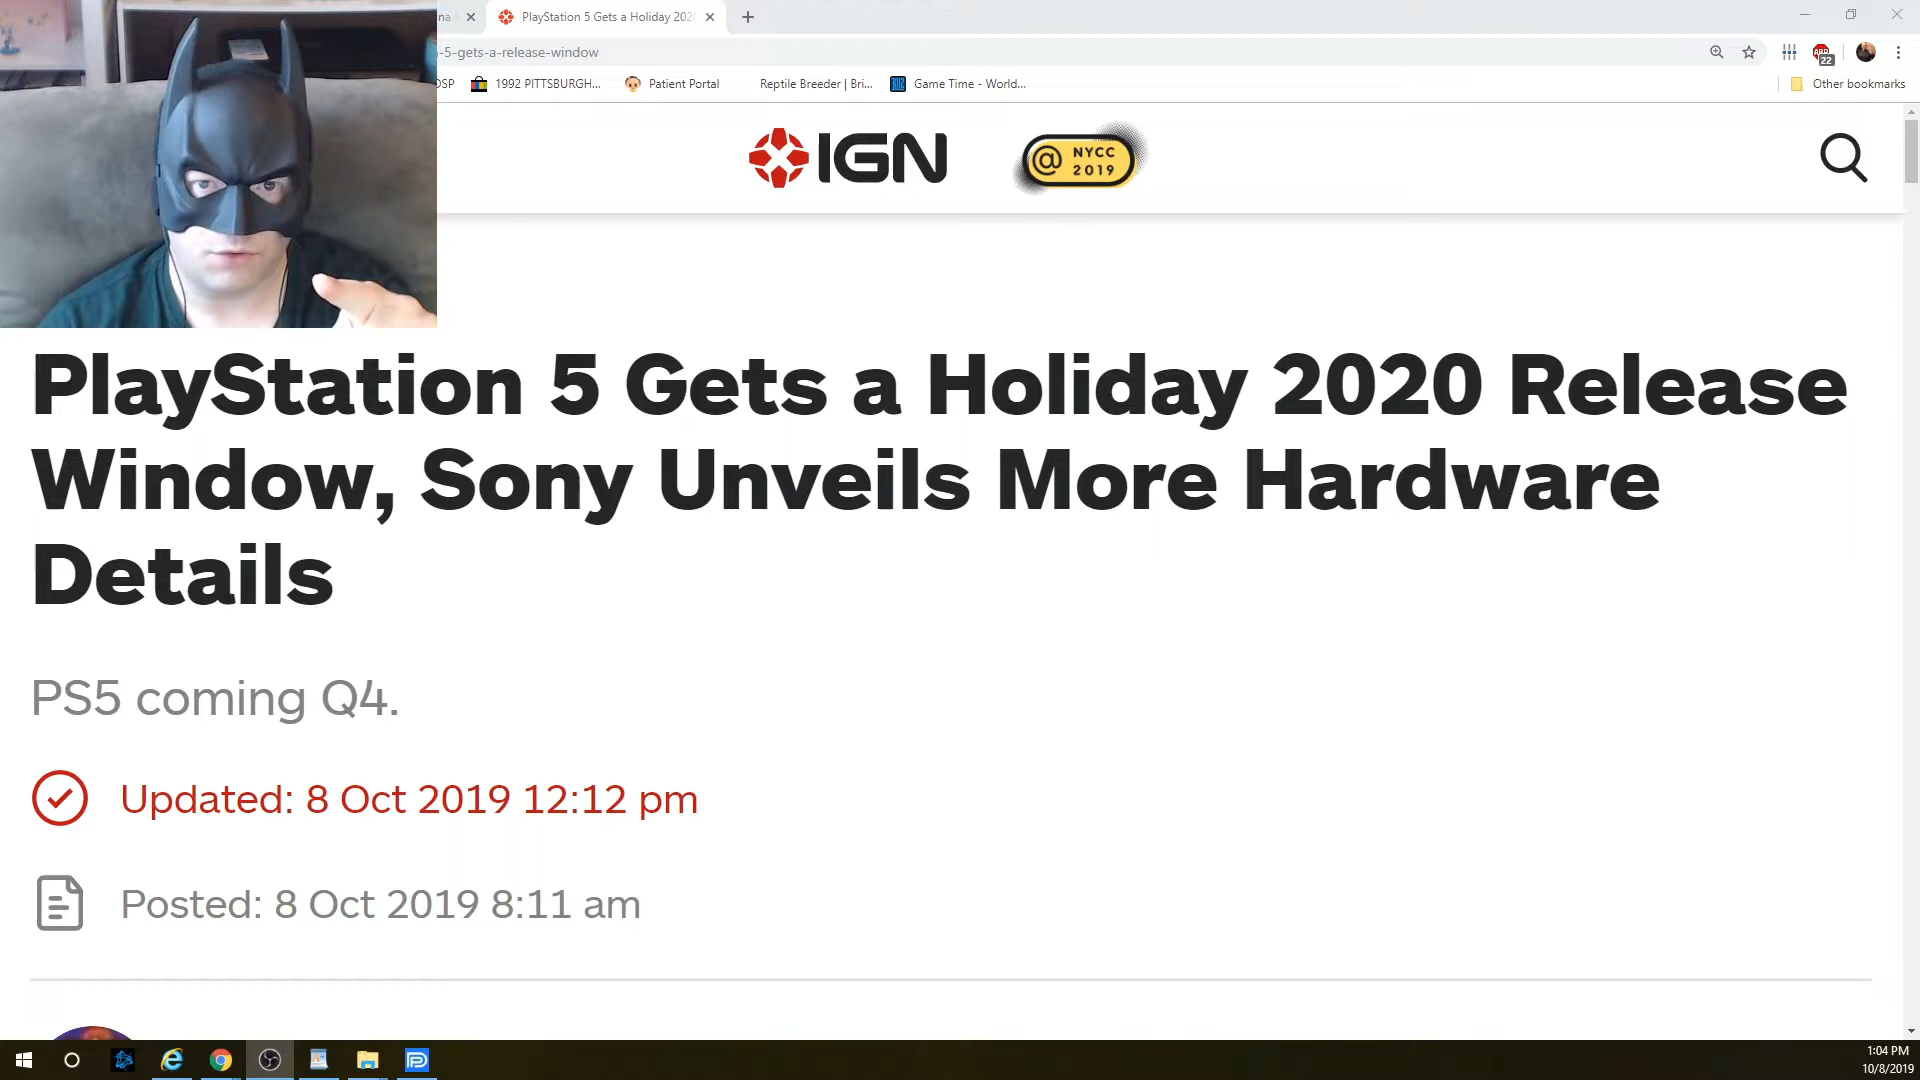 na
PlayStation 5 Gets a Holiday 202
-5-gets-a-release-window
22
OSP
1992 PITTSBURGH...
Patient Portal
Reptile Breeder | Bri...
Game Time - World...
Other bookmarks
IGN
@ NYCC
2019
PlayStation 5 Gets a Holiday 2020 Release
Window, Sony Unveils More Hardware
Details
PS5 coming Q4.
Updated: 8 Oct 2019 12:12 pm
Posted: 8 Oct 2019 8:11 am
1:04 PM
10/8/2019